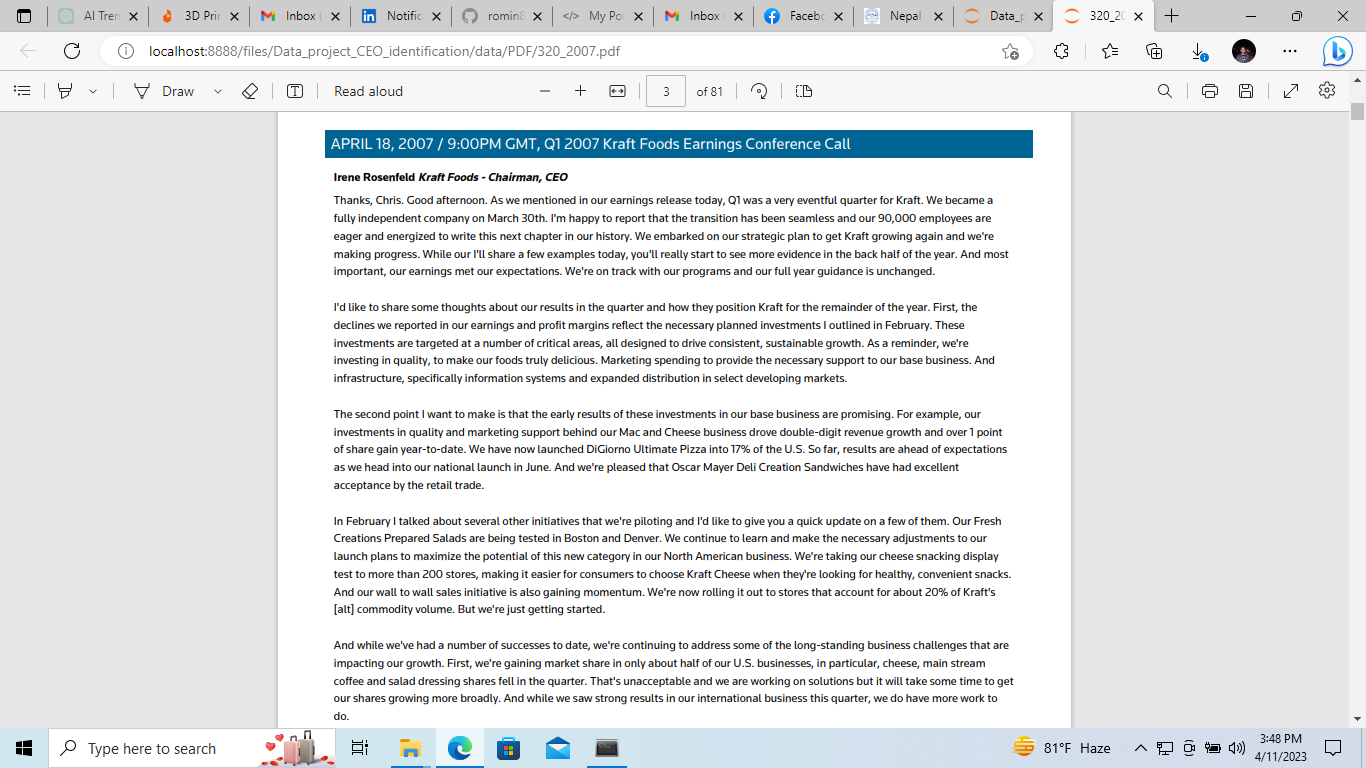 AI Tren
3D Prin
Inbox (
Notific
romin8
My Por
Inbox (
Facebo
Nepal
Data_p
320_20
localhost:8888/files/Data_project_CEO_identification/data/PDF/320_2007.pdf
Draw
Read aloud
3
of 81
APRIL 18, 2007 / 9:00PM GMT, Q1 2007 Kraft Foods Earnings Conference Call
Irene Rosenfeld Kraft Foods - Chairman, CEO
Thanks, Chris. Good afternoon. As we mentioned in our earnings release today, Q1 was a very eventful quarter for Kraft. We became a
fully independent company on March 30th. I'm happy to report that the transition has been seamless and our 90,000 employees are
eager and energized to write this next chapter in our history. We embarked on our strategic plan to get Kraft growing again and we're
making progress. While our I'll share a few examples today, you'll really start to see more evidence in the back half of the year. And most
important, our earnings met our expectations. We're on track with our programs and our full year guidance is unchanged.
I'd like to share some thoughts about our results in the quarter and how they position Kraft for the remainder of the year. First, the
declines we reported in our earnings and profit margins reflect the necessary planned investments I outlined in February. These
investments are targeted at a number of critical areas, all designed to drive consistent, sustainable growth. As a reminder, we're
investing in quality, to make our foods truly delicious. Marketing spending to provide the necessary support to our base business. And
infrastructure, specifically information systems and expanded distribution in select developing markets.
The second point I want to make is that the early results of these investments in our base business are promising. For example, our
investments in quality and marketing support behind our Mac and Cheese business drove double-digit revenue growth and over 1 point
of share gain year-to-date. We have now launched DiGiorno Ultimate Pizza into 17% of the U.S. So far, results are ahead of expectations
as we head into our national launch in June. And we're pleased that Oscar Mayer Deli Creation Sandwiches have had excellent
acceptance by the retail trade.
In February I talked about several other initiatives that we're piloting and I'd like to give you a quick update on a few of them. Our Fresh
Creations Prepared Salads are being tested in Boston and Denver. We continue to learn and make the necessary adjustments to our
launch plans to maximize the potential of this new category in our North American business. We're taking our cheese snacking display
test to more than 200 stores, making it easier for consumers to choose Kraft Cheese when they're looking for healthy, convenient snacks.
And our wall to wall sales initiative is also gaining momentum. We're now rolling it out to stores that account for about 20% of Kraft's
[alt] commodity volume. But we're just getting started.
And while we've had a number of successes to date, we're continuing to address some of the long-standing business challenges that are
impacting our growth. First, we're gaining market share in only about half of our U.S. businesses, in particular, cheese, main stream
coffee and salad dressing shares fell in the quarter. That's unacceptable and we are working on solutions but it will take some time to get
our shares growing more broadly. And while we saw strong results in our international business this quarter, we do have more work to
do.
Type here to search
81°F Haze
3:48 PM
4/11/2023